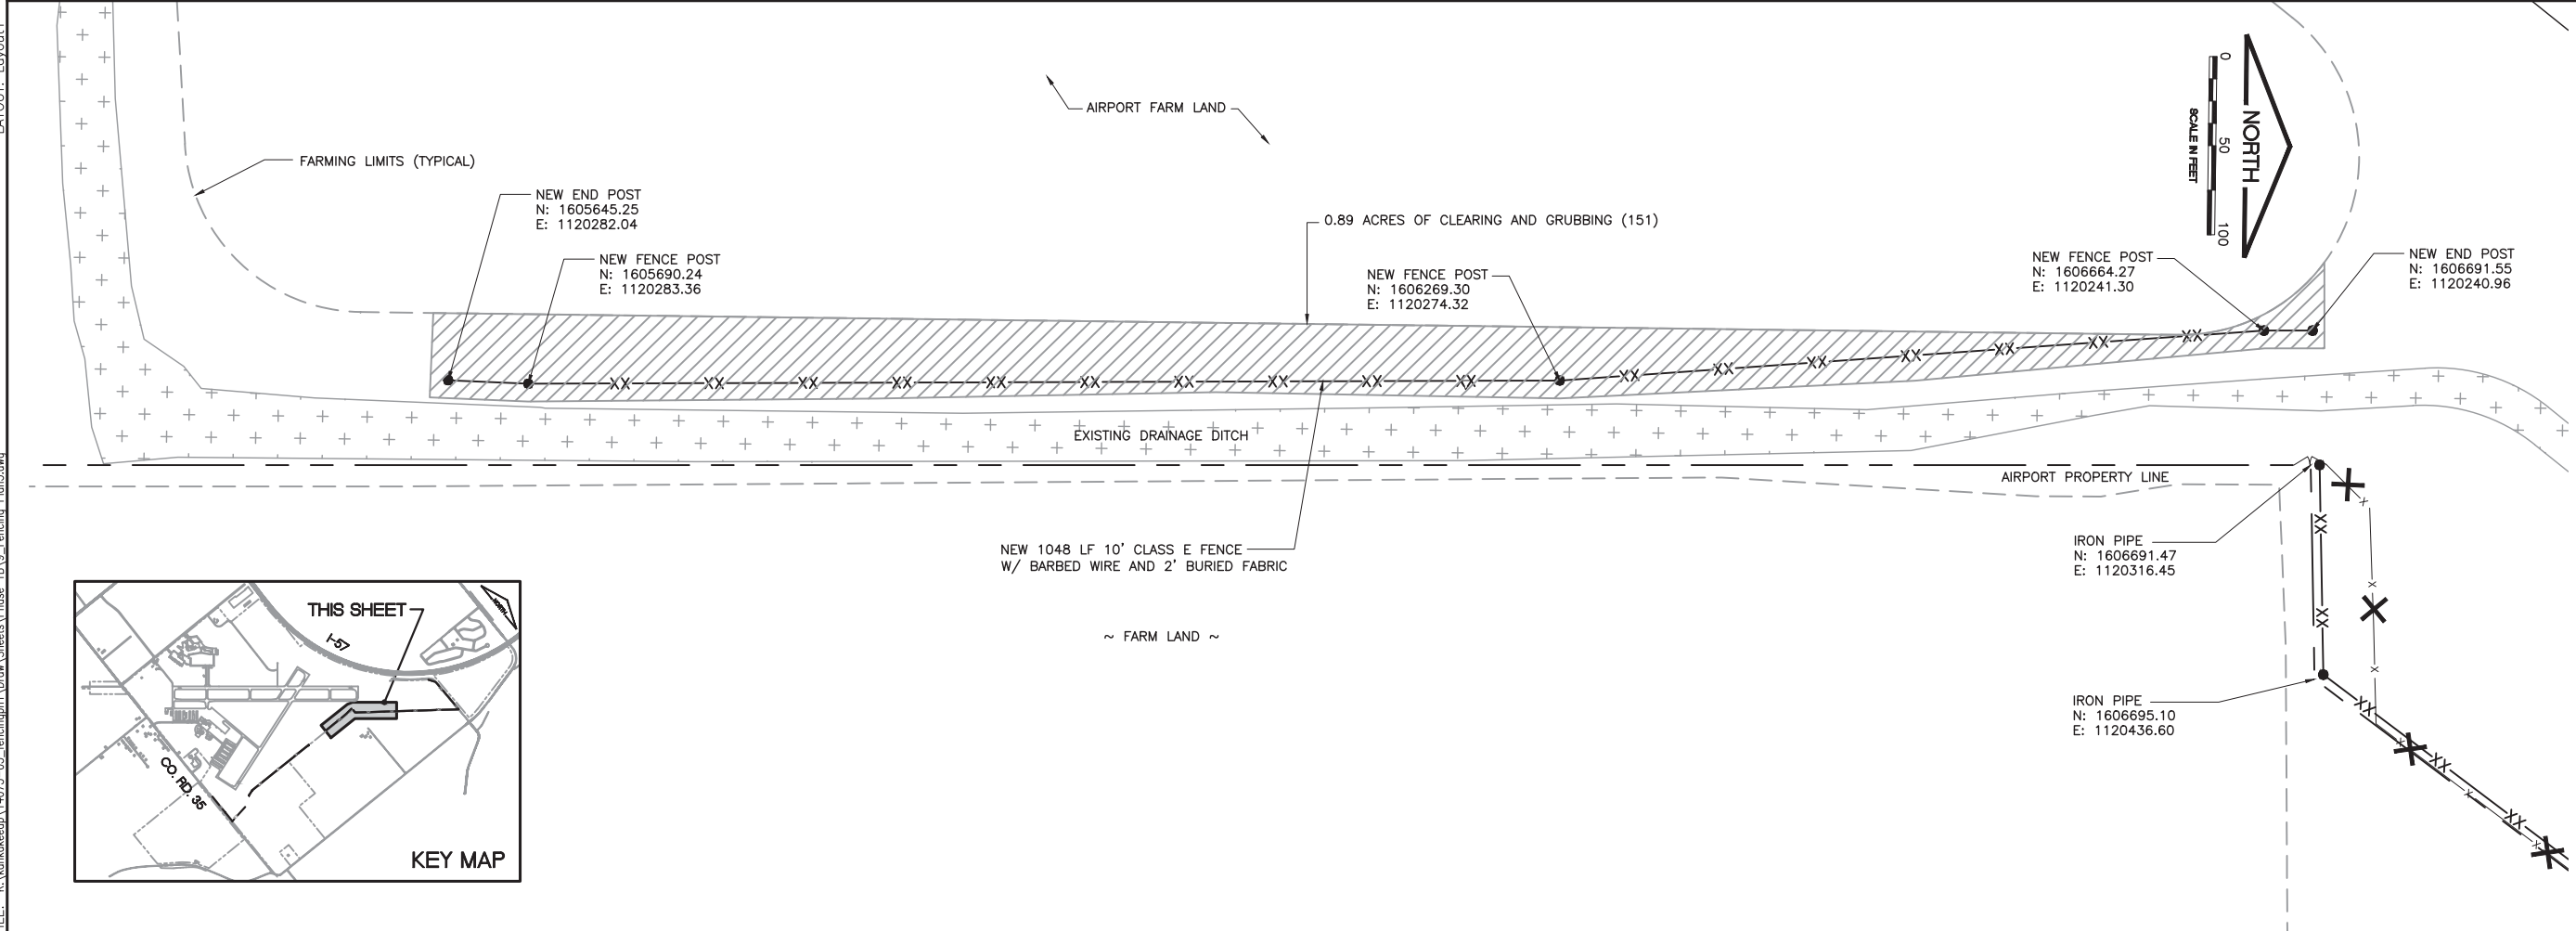 LAYOUT: Layout1
AIRPORT FARM LAND
FARMING LIMITS (TYPICAL)
NEW END POST
N: 1605645.25
E: 1120282.04
NEW FENCE POST
N: 1605690.24
E: 1120283.36
0.89 ACRES OF CLEARING AND GRUBBING (151)
NEW FENCE POST
N: 1606269.30
E: 1120274.32
0 50 100
SCALE IN FEET
NORTH
NEW FENCE POST
N: 1606664.27
E: 1120241.30
NEW END POST
N: 1606691.55
E: 1120240.96
EXISTING DRAINAGE DITCH
AIRPORT PROPERTY LINE
NEW 1048 LF 10' CLASS E FENCE
W/ BARBED WIRE AND 2' BURIED FABRIC
~ FARM LAND ~
IRON PIPE
N: 1606691.47
E: 1120316.45
IRON PIPE
N: 1606695.10
E: 1120436.60
THIS SHEET
I-57
NORTH
CO. RD. 35
KEY MAP